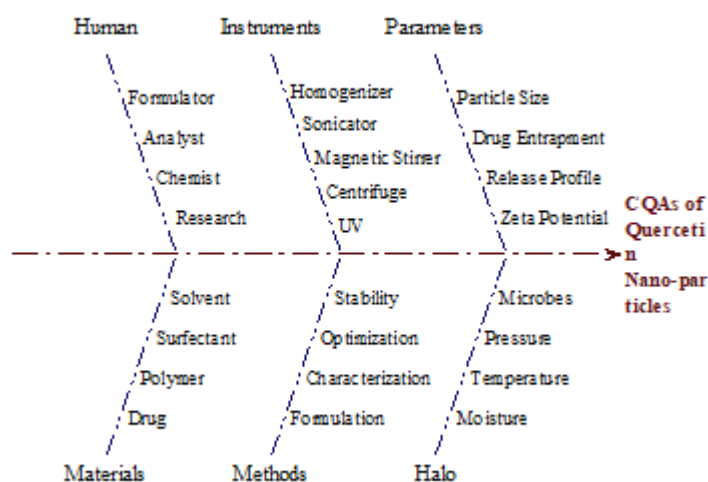 Human Instruments Parameters
Formulator
Analyst
Chemist
Research
Homogenizer
Sonicator
Magnetic Stirrer
Centrifuge
UV
Particle Size
Drug Entrapment
Release Profile
Zeta Potential
CQAs of
Querceti
n
Nano-par
ticles
Solvent
Surfectant
Polymer
Drug
Stability
Optimization
Characterization
Formulation
Microbes
Pressure
Temperature
Moisture
Materials Methods Halo